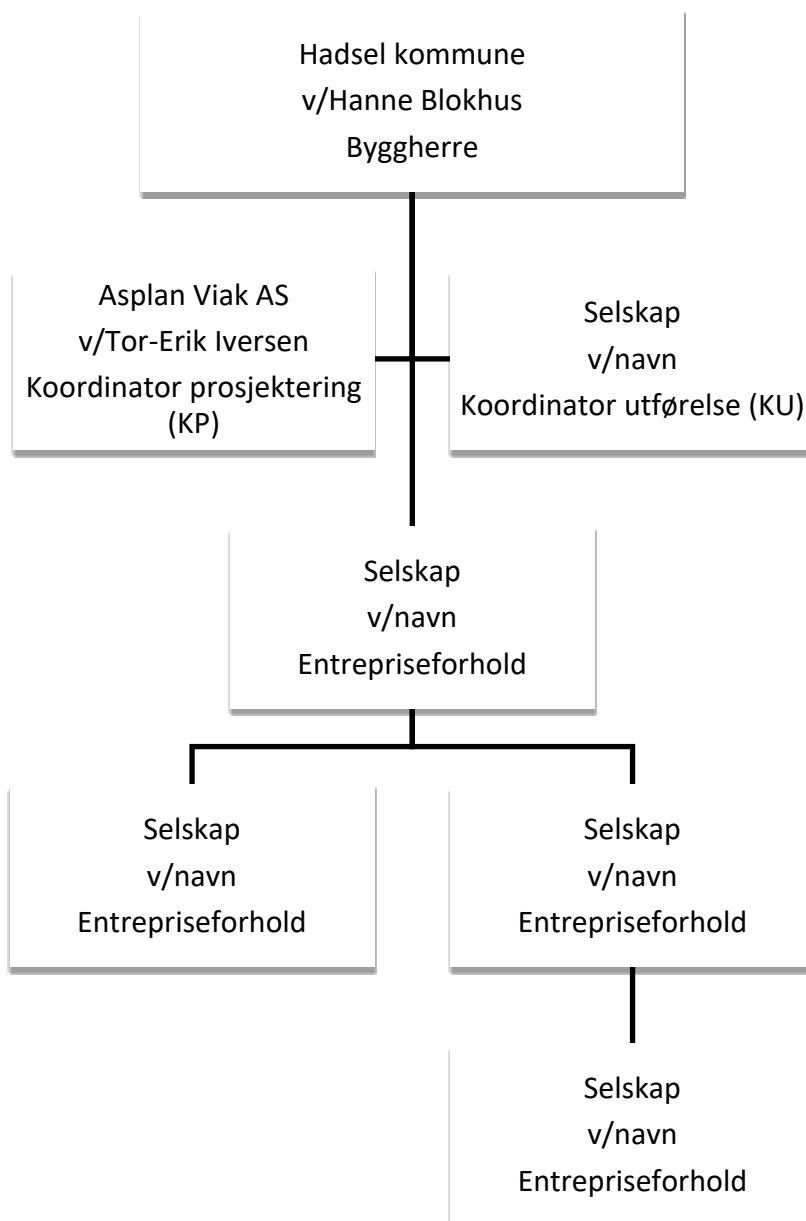 Hadsel kommune
v/Hanne Blokhus
Byggherre
Asplan Viak AS
v/Tor-Erik Iversen
Koordinator prosjektering
(KP)
Selskap
v/navn
Koordinator utførelse (KU)
Selskap
v/navn
Entrepriseforhold
Selskap
v/navn
Entrepriseforhold
Selskap
v/navn
Entrepriseforhold
Selskap
v/navn
Entrepriseforhold